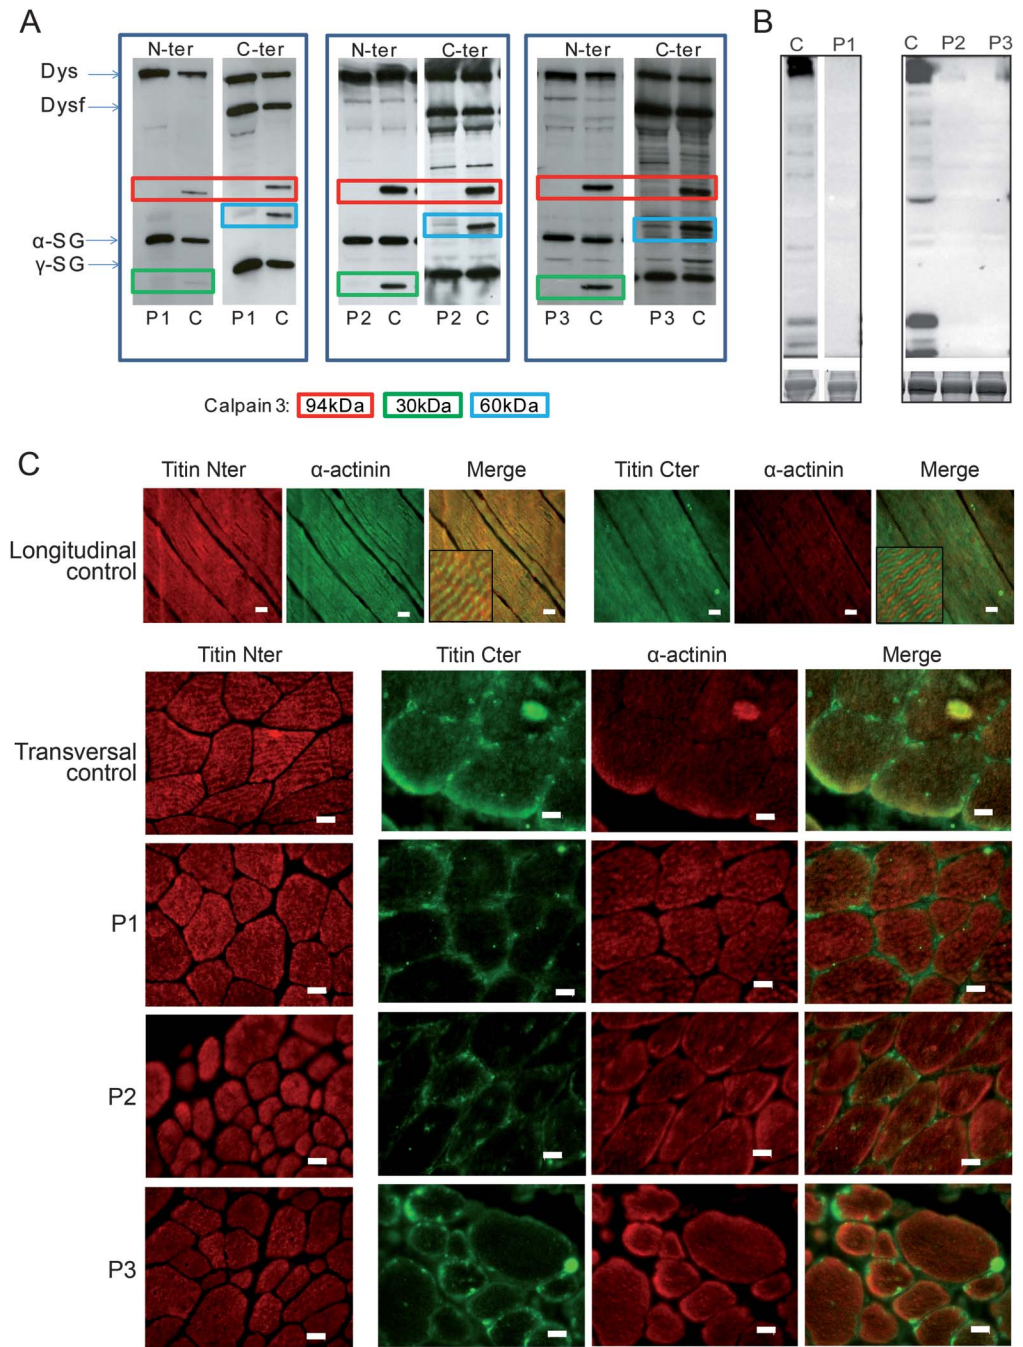 A
N-ter C-ter N-ter C-ter N-ter C-ter
Dys
Dysf
α-SG
γ-SG
P1 C P1 C P2 C P2 C P3 C P3 C
Calpain 3: 94kDa 30kDa 60kDa
B
C P1 C P2 P3
C
Titin Nter α-actinin Merge Titin Cter α-actinin Merge
Longitudinal
control
Titin Nter Titin Cter α-actinin Merge
Transversal
control
P1
P2
P3